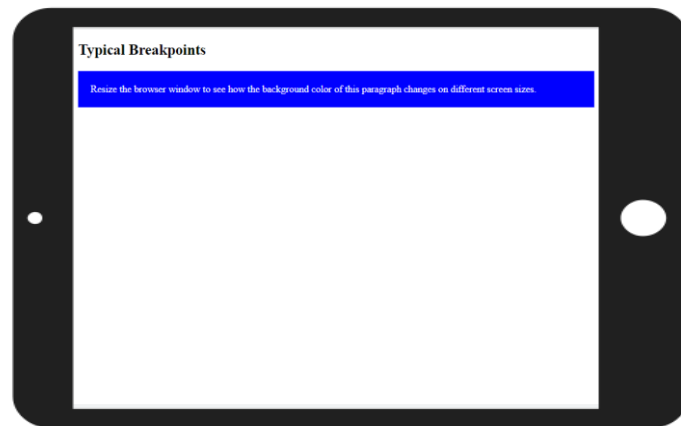 Typical Breakpoints
Resize the browser window to see how the background color of this paragraph changes on different screen sizes.